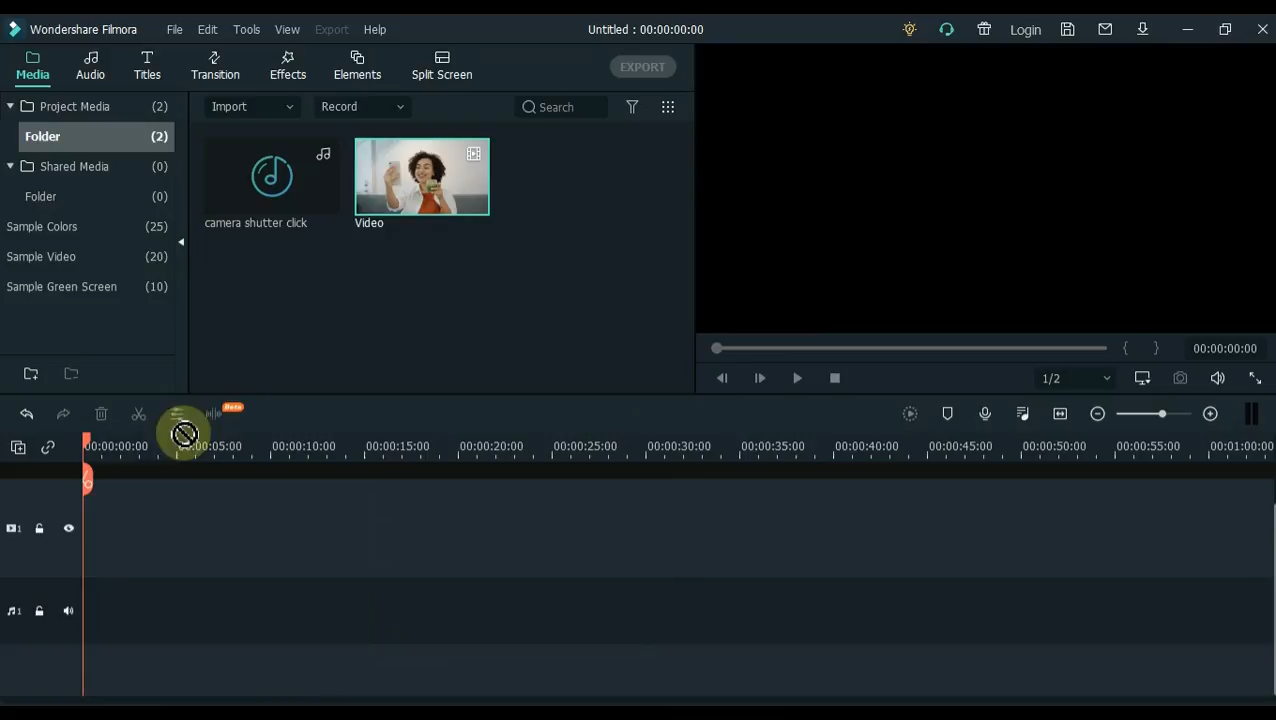 Wondershare Filmora File Edit Tools View Export Help Untitled : 00:00:00:00 Login
Media Audio Titles Transition Effects Elements Split Screen EXPORT
Project Media (2)
Folder (2)
Shared Media (0)
Folder (0)
Sample Colors (25)
Sample Video (20)
Sample Green Screen (10)
Import Record Search
camera shutter click Video
{ } 00:00:00:00
1/2
Beta
00:00:00:00 00:00:05:00 00:00:10:00 00:00:15:00 00:00:20:00 00:00:25:00 00:00:30:00 00:00:35:00 00:00:40:00 00:00:45:00 00:00:50:00 00:00:55:00 00:01:00:00
1
1